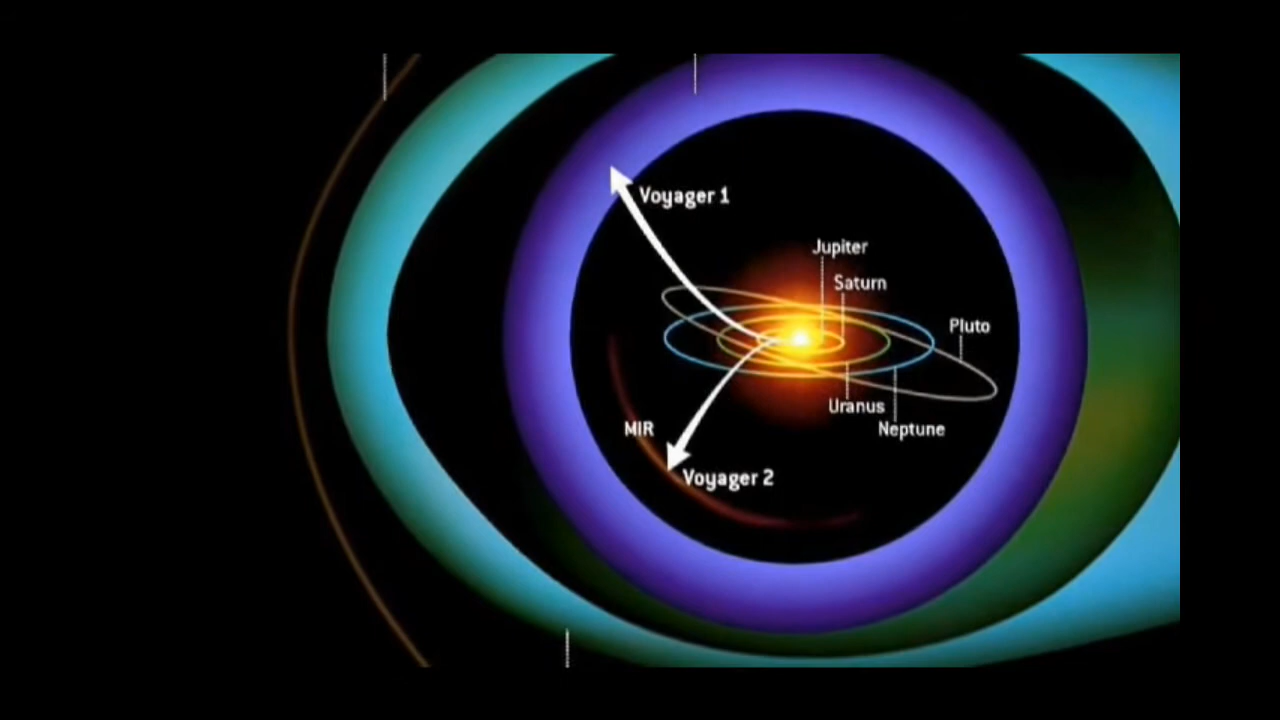 Voyager 1
Jupiter
Saturn
Pluto
Uranus
Neptune
MIR
Voyager 2